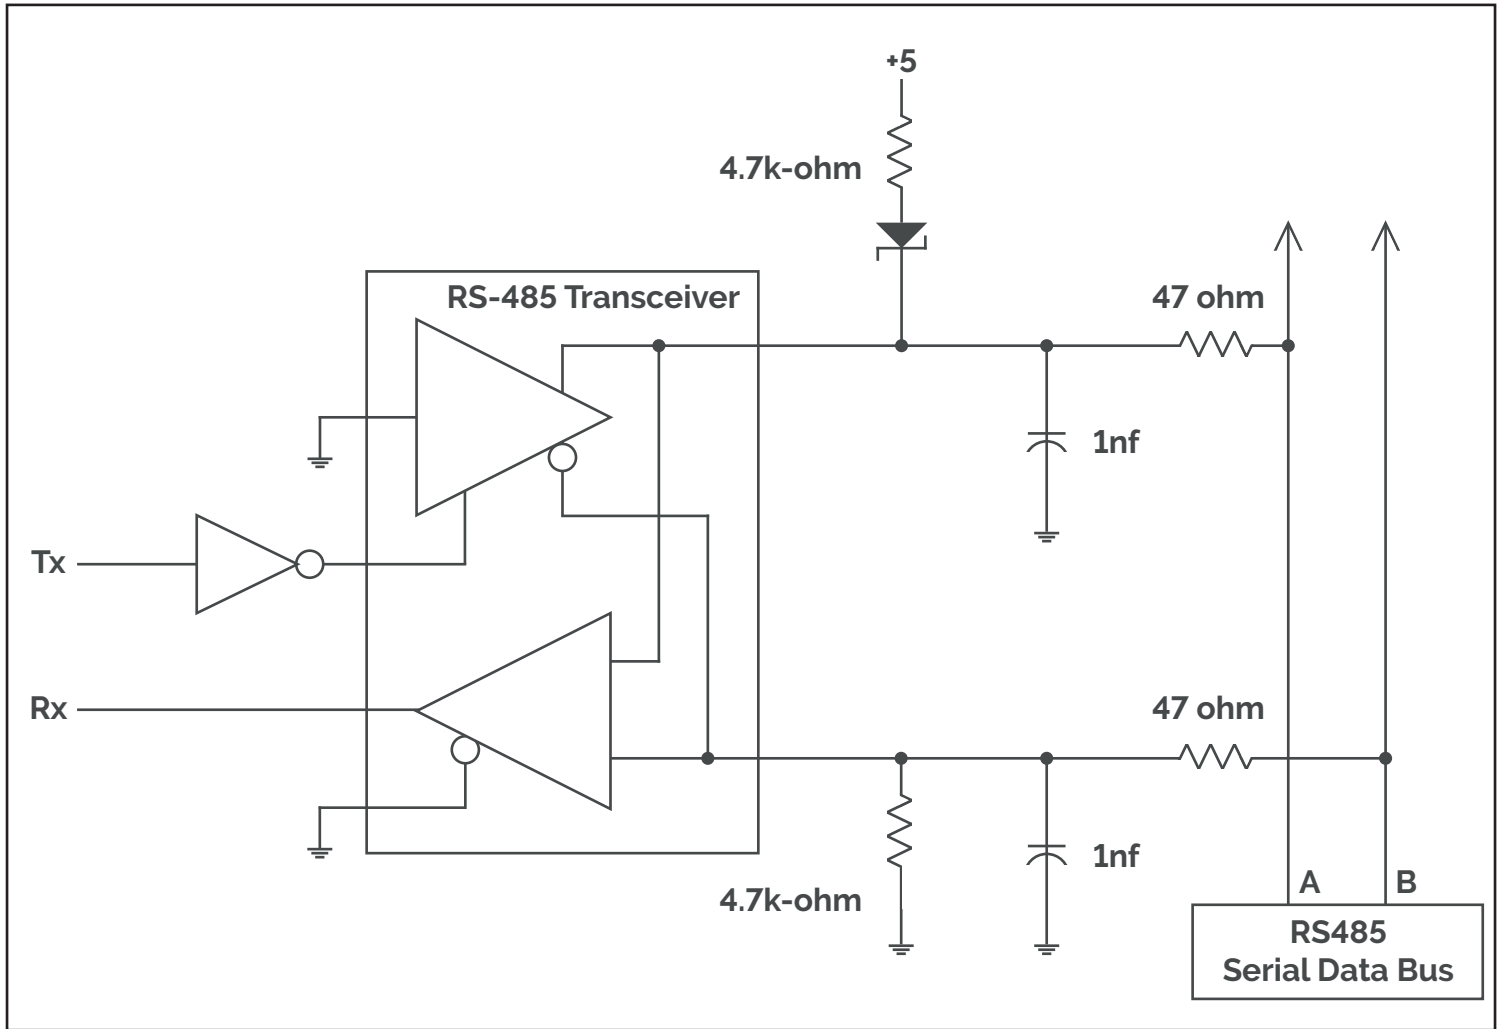 +5
4.7k-ohm
RS-485 Transceiver
47 ohm
1nf
Tx
Rx
47 ohm
1nf
4.7k-ohm
A
B
RS485
Serial Data Bus